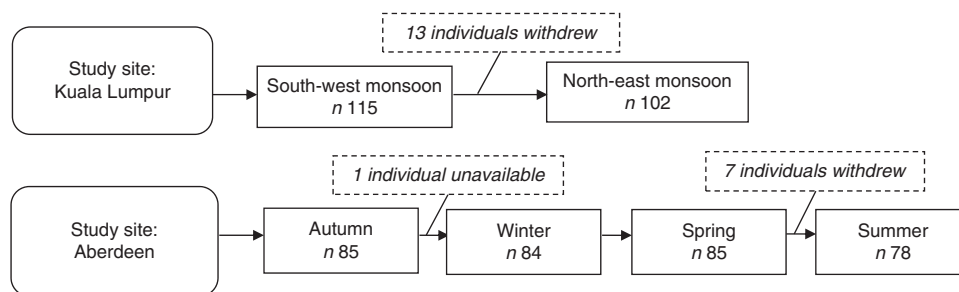 13 individuals withdrew
Study site:
Kuala Lumpur
South-west monsoon
n 115
North-east monsoon
n 102
1 individual unavailable
7 individuals withdrew
Study site:
Aberdeen
Autumn
n 85
Winter
n 84
Spring
n 85
Summer
n 78